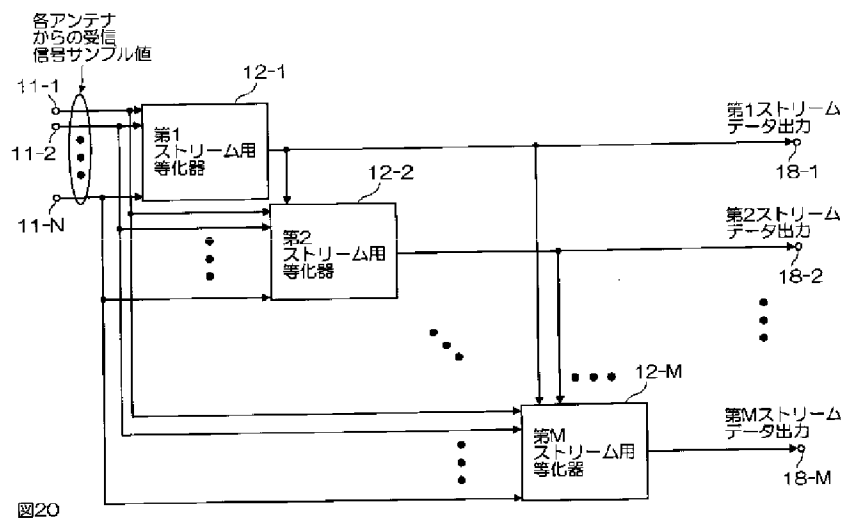 各アンテナ
からの受信
信号サンプル値
11-1
11-2
11-N
12-1
第1
ストリーム用
等化器
第1ストリーム
データ出力
18-1
12-2
第2
ストリーム用
等化器
第2ストリーム
データ出力
18-2
12-M
第M
ストリーム用
等化器
第Mストリーム
データ出力
18-M
図20